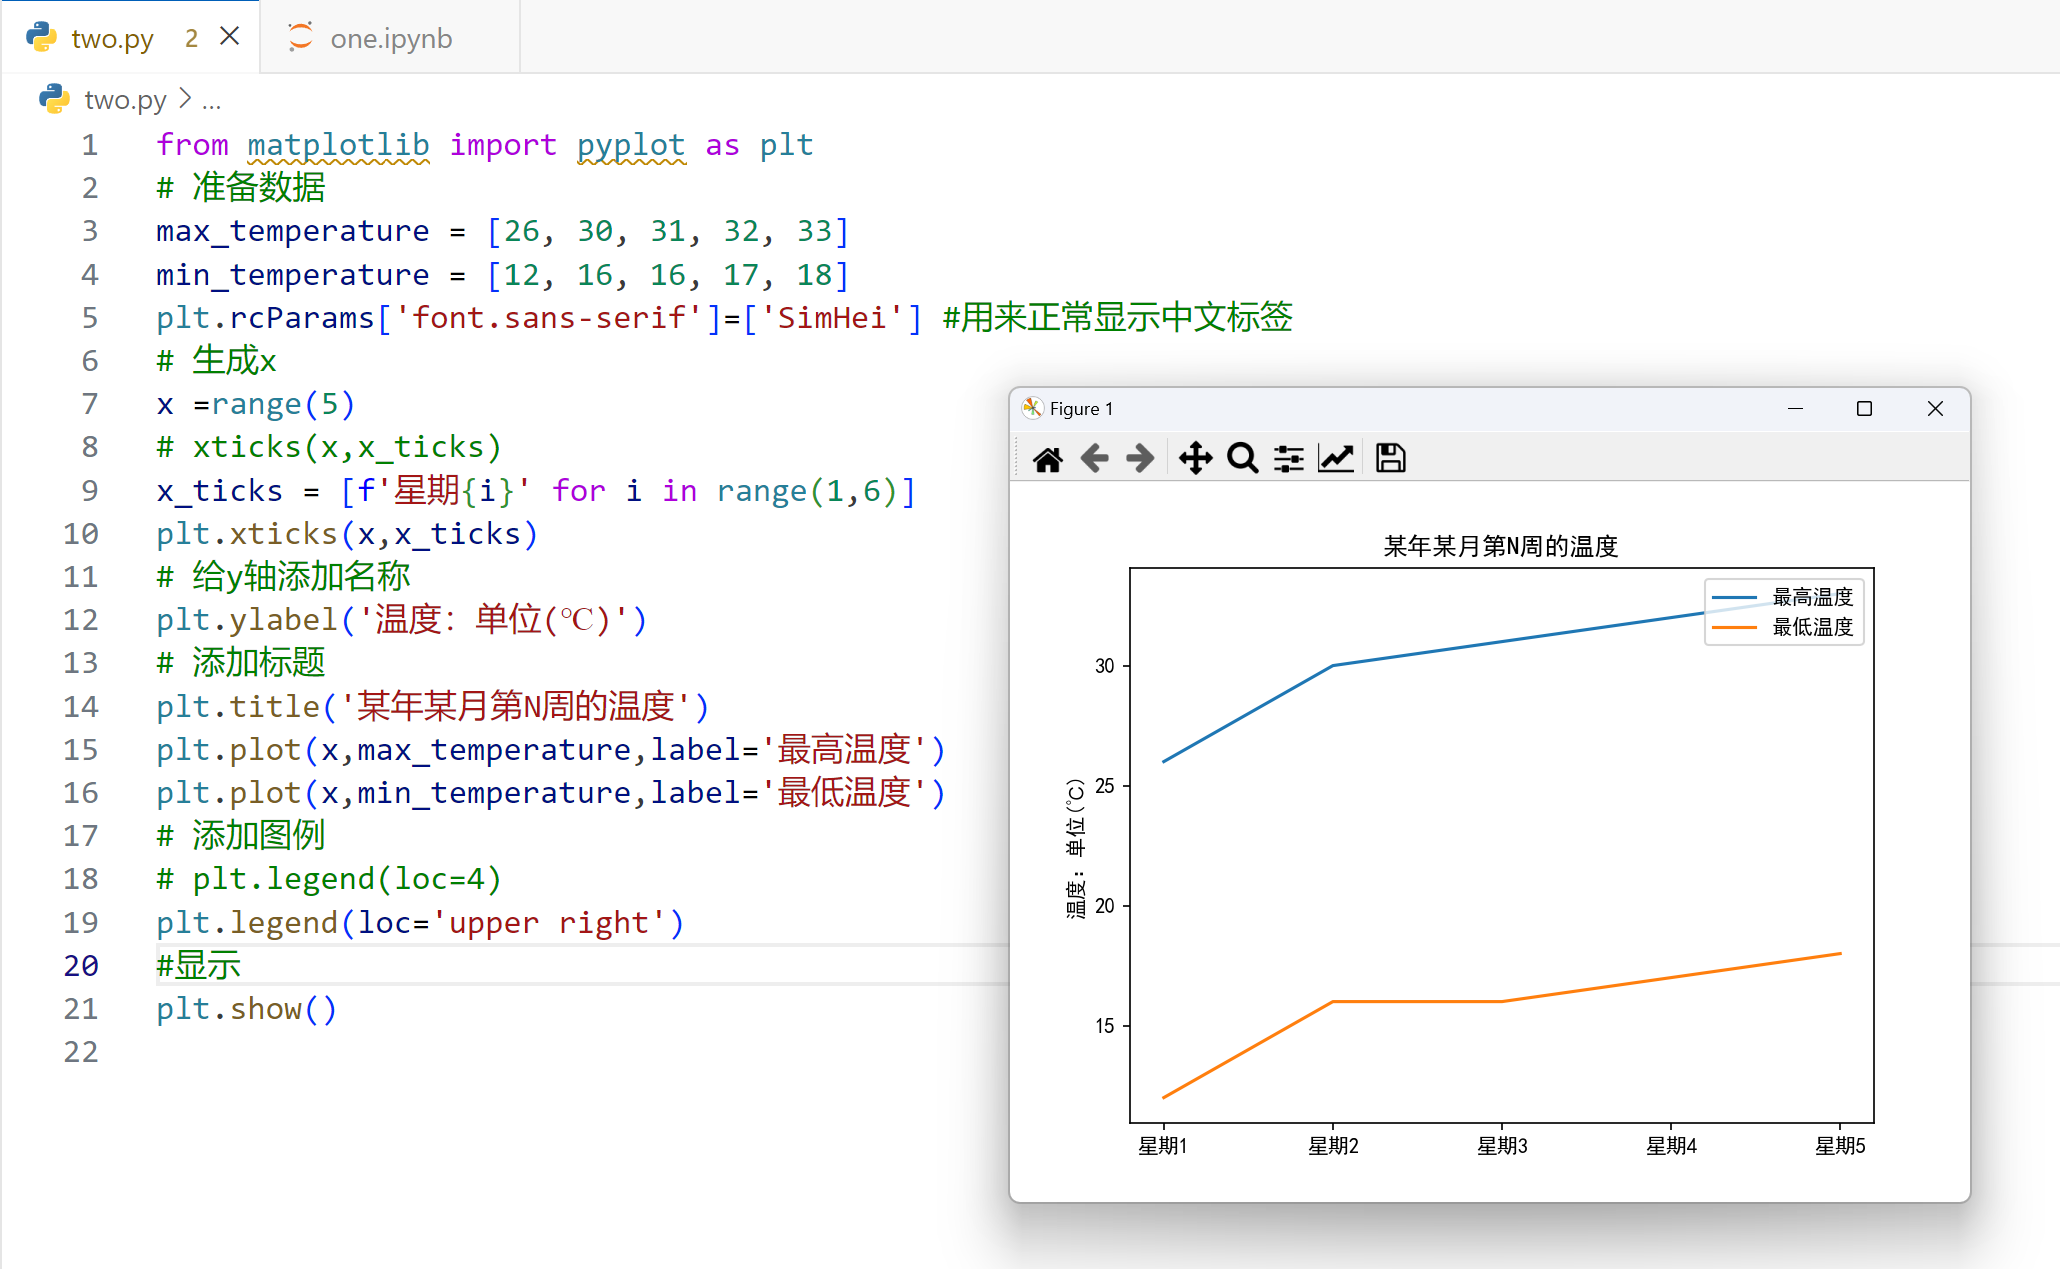 two.py 2
one.ipynb
two.py > ...
1 from matplotlib import pyplot as plt
2 # 准备数据
3 max_temperature = [26, 30, 31, 32, 33]
4 min_temperature = [12, 16, 16, 17, 18]
5 plt.rcParams['font.sans-serif']=['SimHei'] #用来正常显示中文标签
6 # 生成x
7 x =range(5)
8 # xticks(x,x_ticks)
9 x_ticks = [f'星期{i}' for i in range(1,6)]
10 plt.xticks(x,x_ticks)
11 # 给y轴添加名称
12 plt.ylabel('温度：单位(℃)')
13 # 添加标题
14 plt.title('某年某月第N周的温度')
15 plt.plot(x,max_temperature,label='最高温度')
16 plt.plot(x,min_temperature,label='最低温度')
17 # 添加图例
18 # plt.legend(loc=4)
19 plt.legend(loc='upper right')
20 #显示
21 plt.show()
22
Figure 1
某年某月第N周的温度
最高温度
最低温度
温度：单位(℃)
30
25
20
15
星期1 星期2 星期3 星期4 星期5